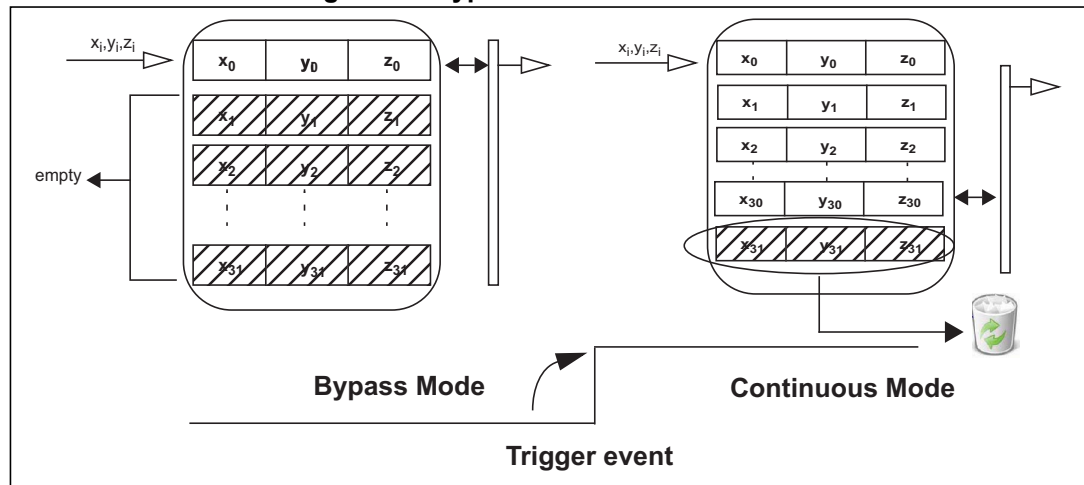 xᵢ,yᵢ,zᵢ
x₀ y₀ z₀
x₁ y₁ z₁
x₂ y₂ z₂
x₃₁ y₃₁ z₃₁
empty
xᵢ,yᵢ,zᵢ
x₀ y₀ z₀
x₁ y₁ z₁
x₂ y₂ z₂
x₃₀ y₃₀ z₃₀
x₃₁ y₃₁ z₃₁
Bypass Mode
Continuous Mode
Trigger event